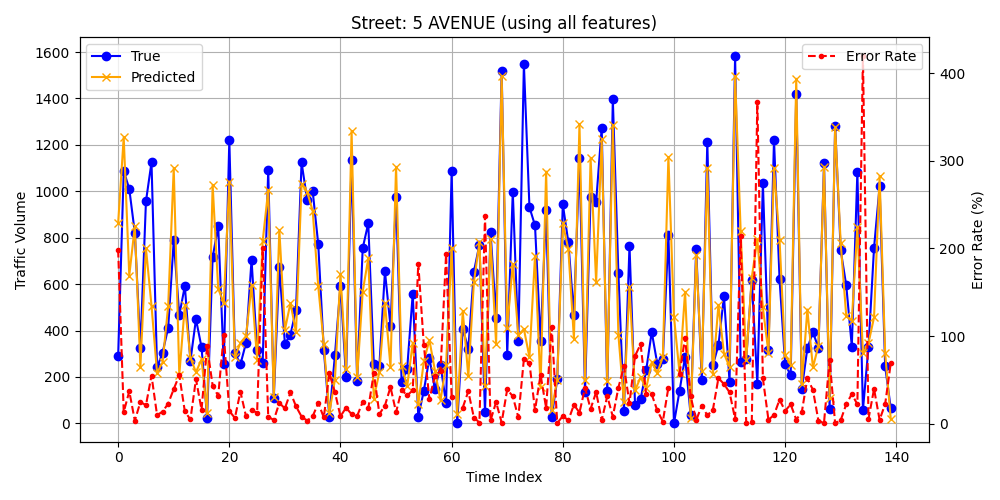 Street: 5 AVENUE (using all features)
True
Predicted
Error Rate
1600
1400
1200
1000
800
600
400
200
0
Traffic Volume
400
300
200
100
0
Error Rate (%)
0 20 40 60 80 100 120 140
Time Index